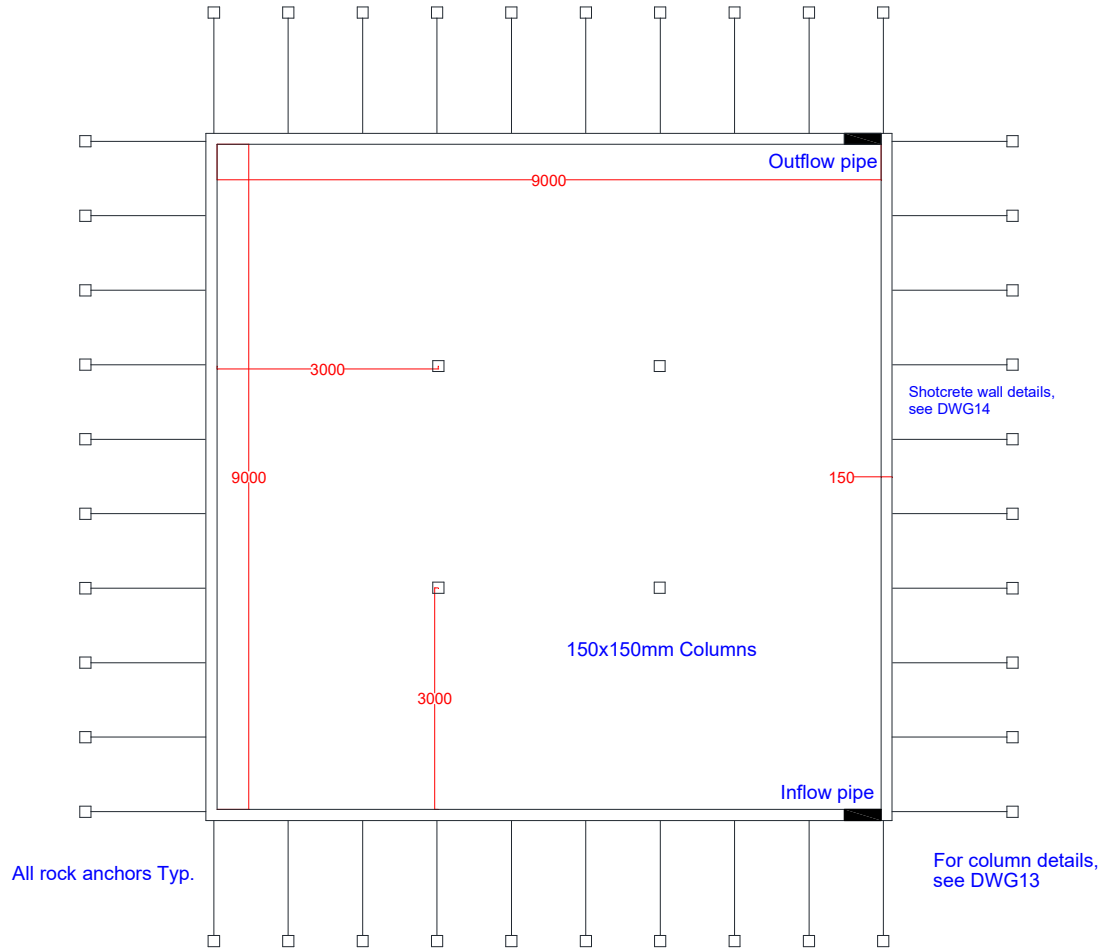 Outflow pipe
9000
3000
Shotcrete wall details,
see DWG14
9000
150
150x150mm Columns
3000
Inflow pipe
All rock anchors Typ.
For column details,
see DWG13